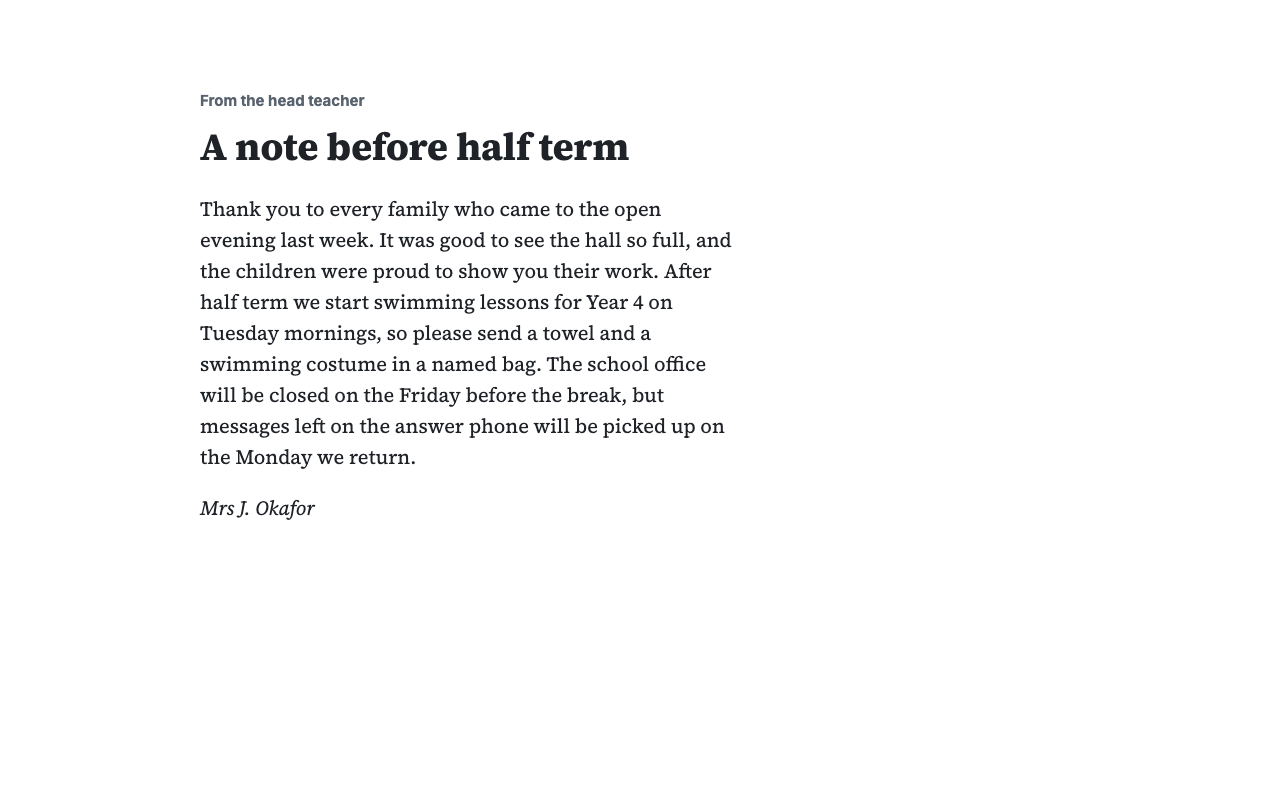 From the head teacher
A note before half term
Thank you to every family who came to the open
evening last week. It was good to see the hall so full, and
the children were proud to show you their work. After
half term we start swimming lessons for Year 4 on
Tuesday mornings, so please send a towel and a
swimming costume in a named bag. The school office
will be closed on the Friday before the break, but
messages left on the answer phone will be picked up on
the Monday we return.
Mrs J. Okafor